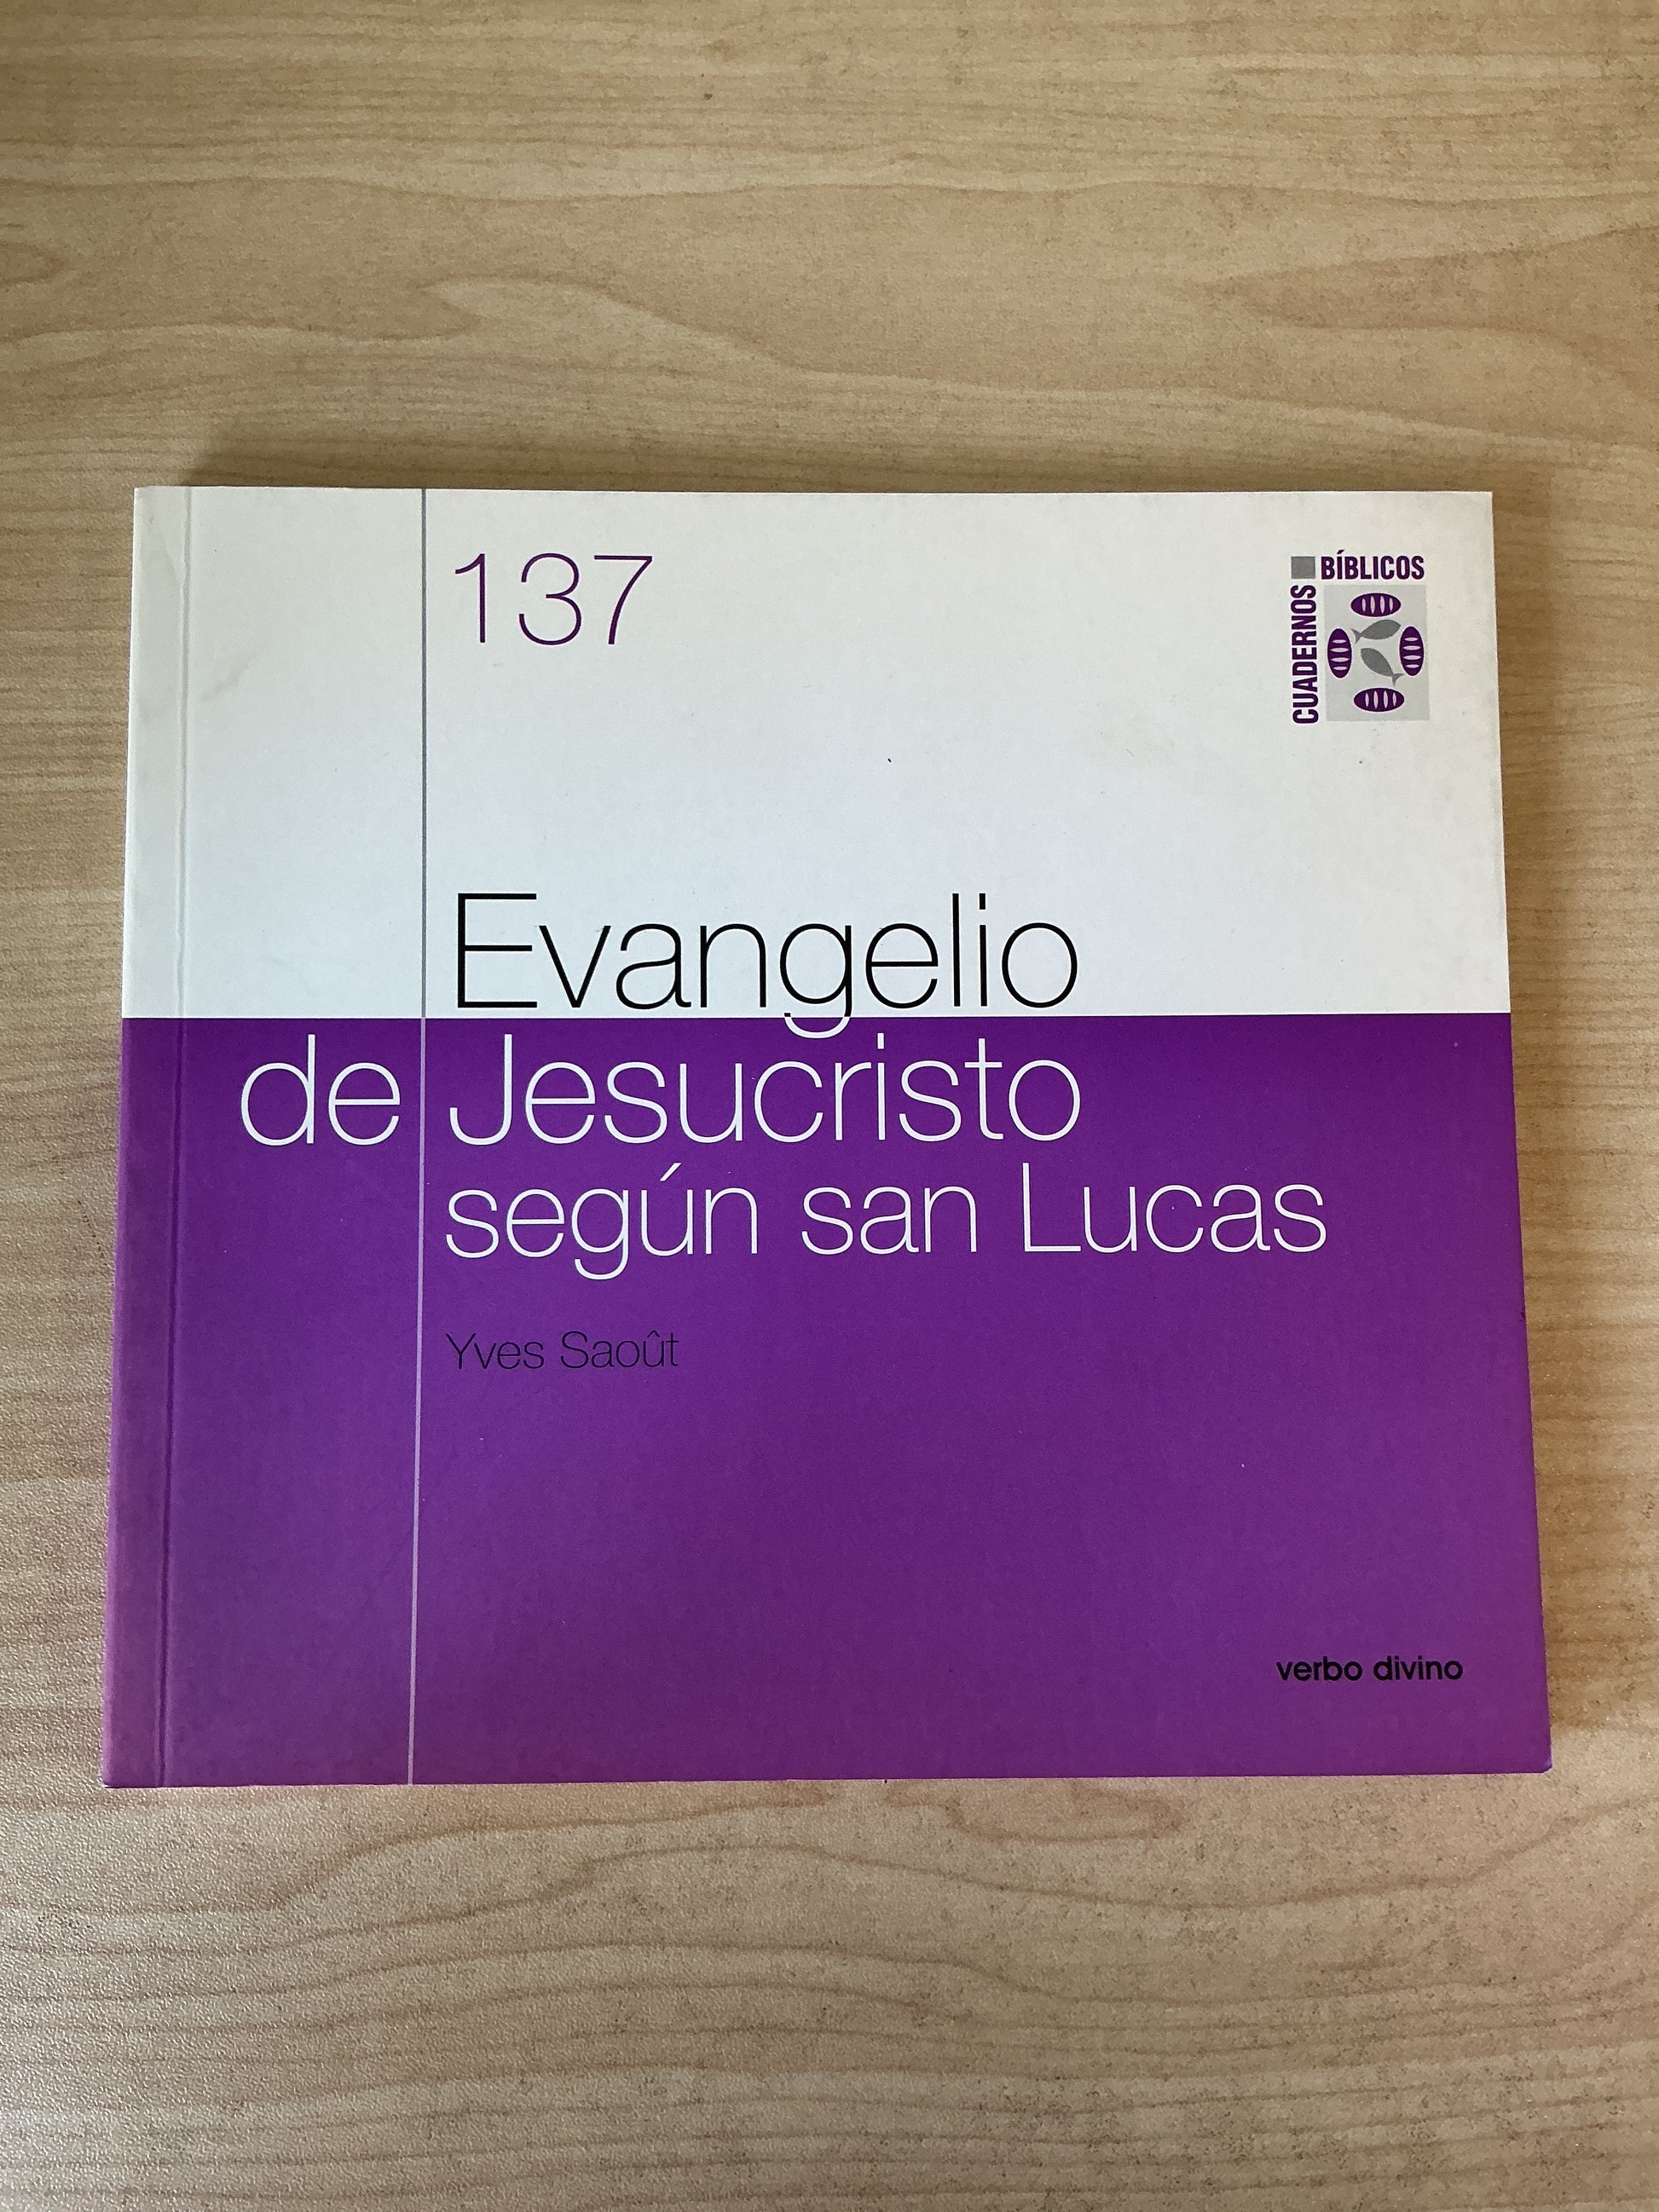 137
CUADERNOS
BÍBLICOS
Evangelio
de Jesucristo
según san Lucas
Yves Saoût
verbo divino